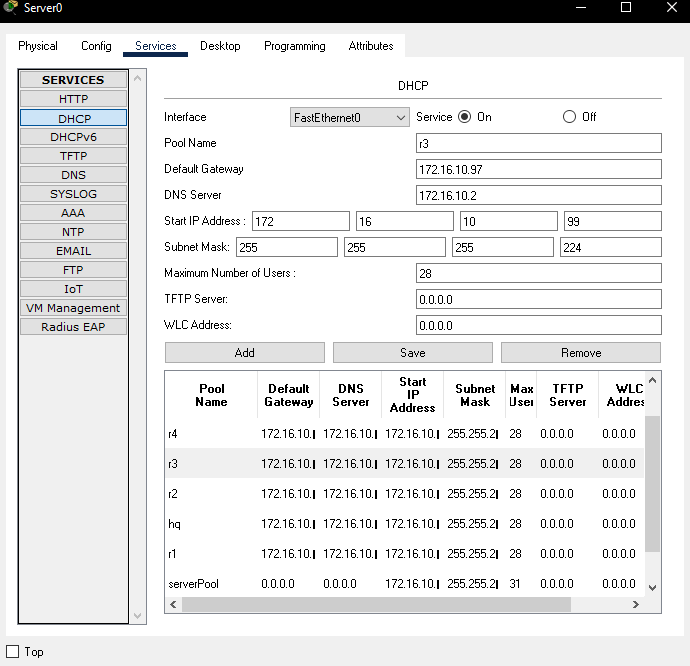 Server0
Physical Config Services Desktop Programming Attributes
SERVICES
HTTP
DHCP
DHCPv6
TFTP
DNS
SYSLOG
AAA
NTP
EMAIL
FTP
IoT
VM Management
Radius EAP
DHCP
Interface FastEthernet0 Service On Off
Pool Name r3
Default Gateway 172.16.10.97
DNS Server 172.16.10.2
Start IP Address : 172 16 10 99
Subnet Mask: 255 255 255 224
Maximum Number of Users : 28
TFTP Server: 0.0.0.0
WLC Address: 0.0.0.0
Add Save Remove
Pool Name Default Gateway DNS Server Start IP Address Subnet Mask Max User TFTP Server WLC Addres
r4 172.16.10. 172.16.10. 172.16.10. 255.255.2 28 0.0.0.0 0.0.0.0
r3 172.16.10. 172.16.10. 172.16.10. 255.255.2 28 0.0.0.0 0.0.0.0
r2 172.16.10. 172.16.10. 172.16.10. 255.255.2 28 0.0.0.0 0.0.0.0
hq 172.16.10. 172.16.10. 172.16.10. 255.255.2 28 0.0.0.0 0.0.0.0
r1 172.16.10. 172.16.10. 172.16.10. 255.255.2 28 0.0.0.0 0.0.0.0
serverPool 0.0.0.0 0.0.0.0 172.16.10. 255.255.2 31 0.0.0.0 0.0.0.0
Top